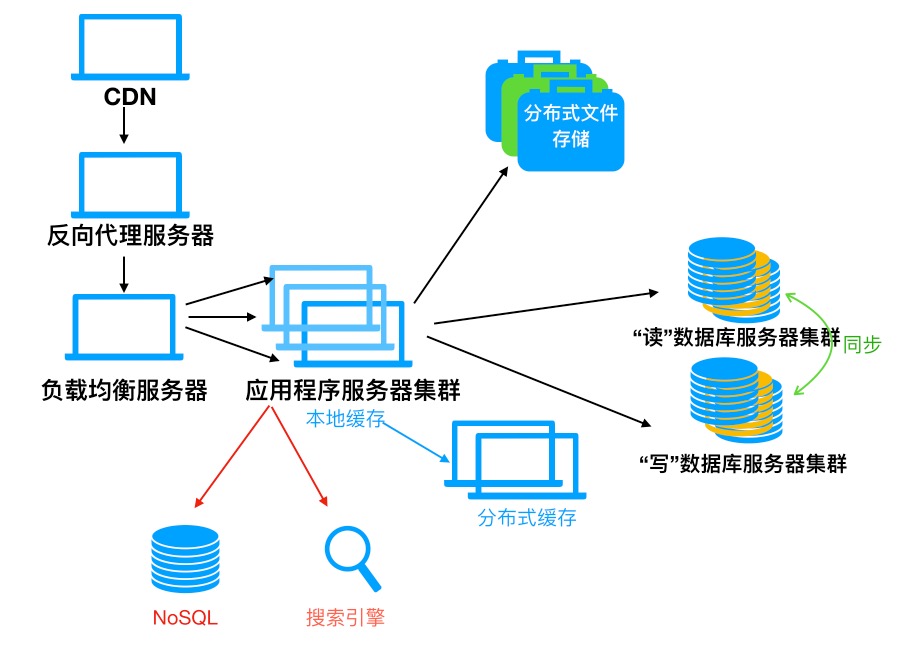 CDN
反向代理服务器
负载均衡服务器
应用程序服务器集群
本地缓存
分布式文件
存储
“读”数据库服务器集群
同步
“写”数据库服务器集群
分布式缓存
NoSQL
搜索引擎